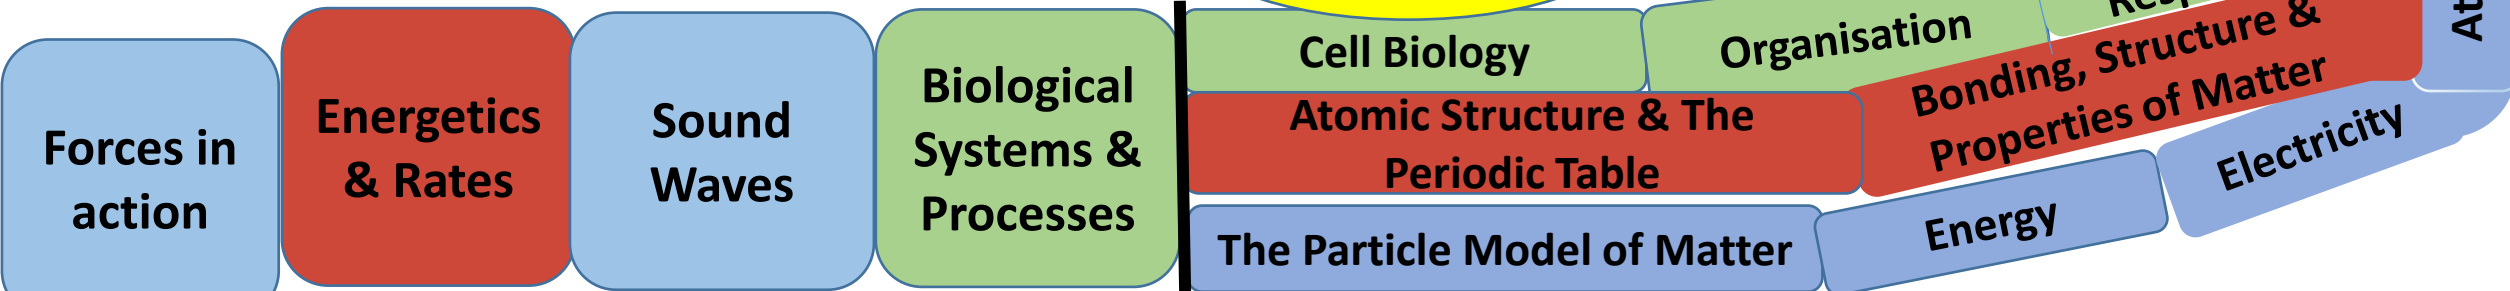 Forces in
action
Energetics
& Rates
Sound
Waves
Biological
Systems &
Processes
Cell Biology
Organisation
Atomic Structure & The
Periodic Table
Bonding, Structure &
Properties of Matter
The Particle Model of Matter
Energy
Electricity